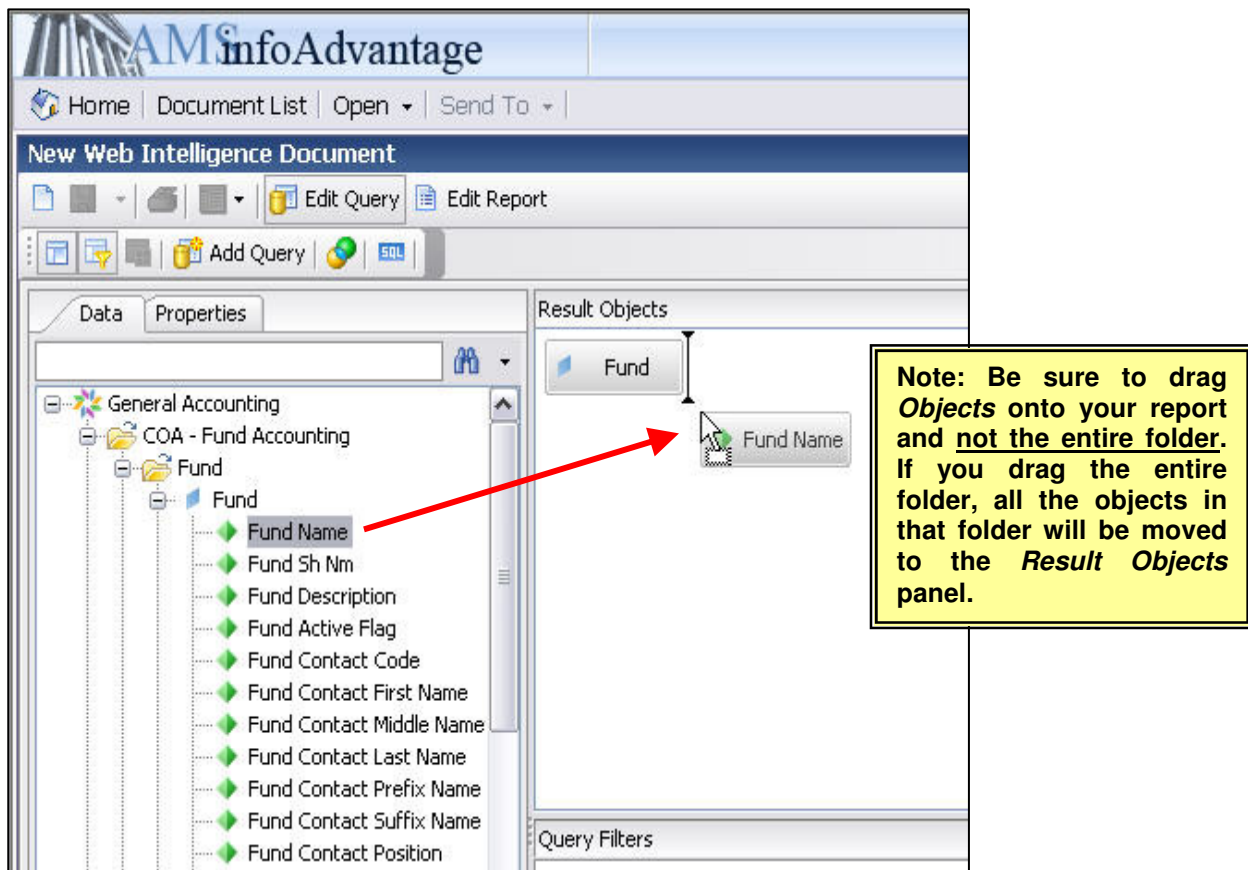 AMSinfoAdvantage
Home Document List Open Send To
New Web Intelligence Document
Edit Query Edit Report
Add Query SQL
Data Properties
General Accounting
COA - Fund Accounting
Fund
Fund
Fund Name
Fund Sh Nm
Fund Description
Fund Active Flag
Fund Contact Code
Fund Contact First Name
Fund Contact Middle Name
Fund Contact Last Name
Fund Contact Prefix Name
Fund Contact Suffix Name
Fund Contact Position
Result Objects
Fund
Fund Name
Query Filters
Note: Be sure to drag
Objects onto your report
and not the entire folder.
If you drag the entire
folder, all the objects in
that folder will be moved
to the Result Objects
panel.